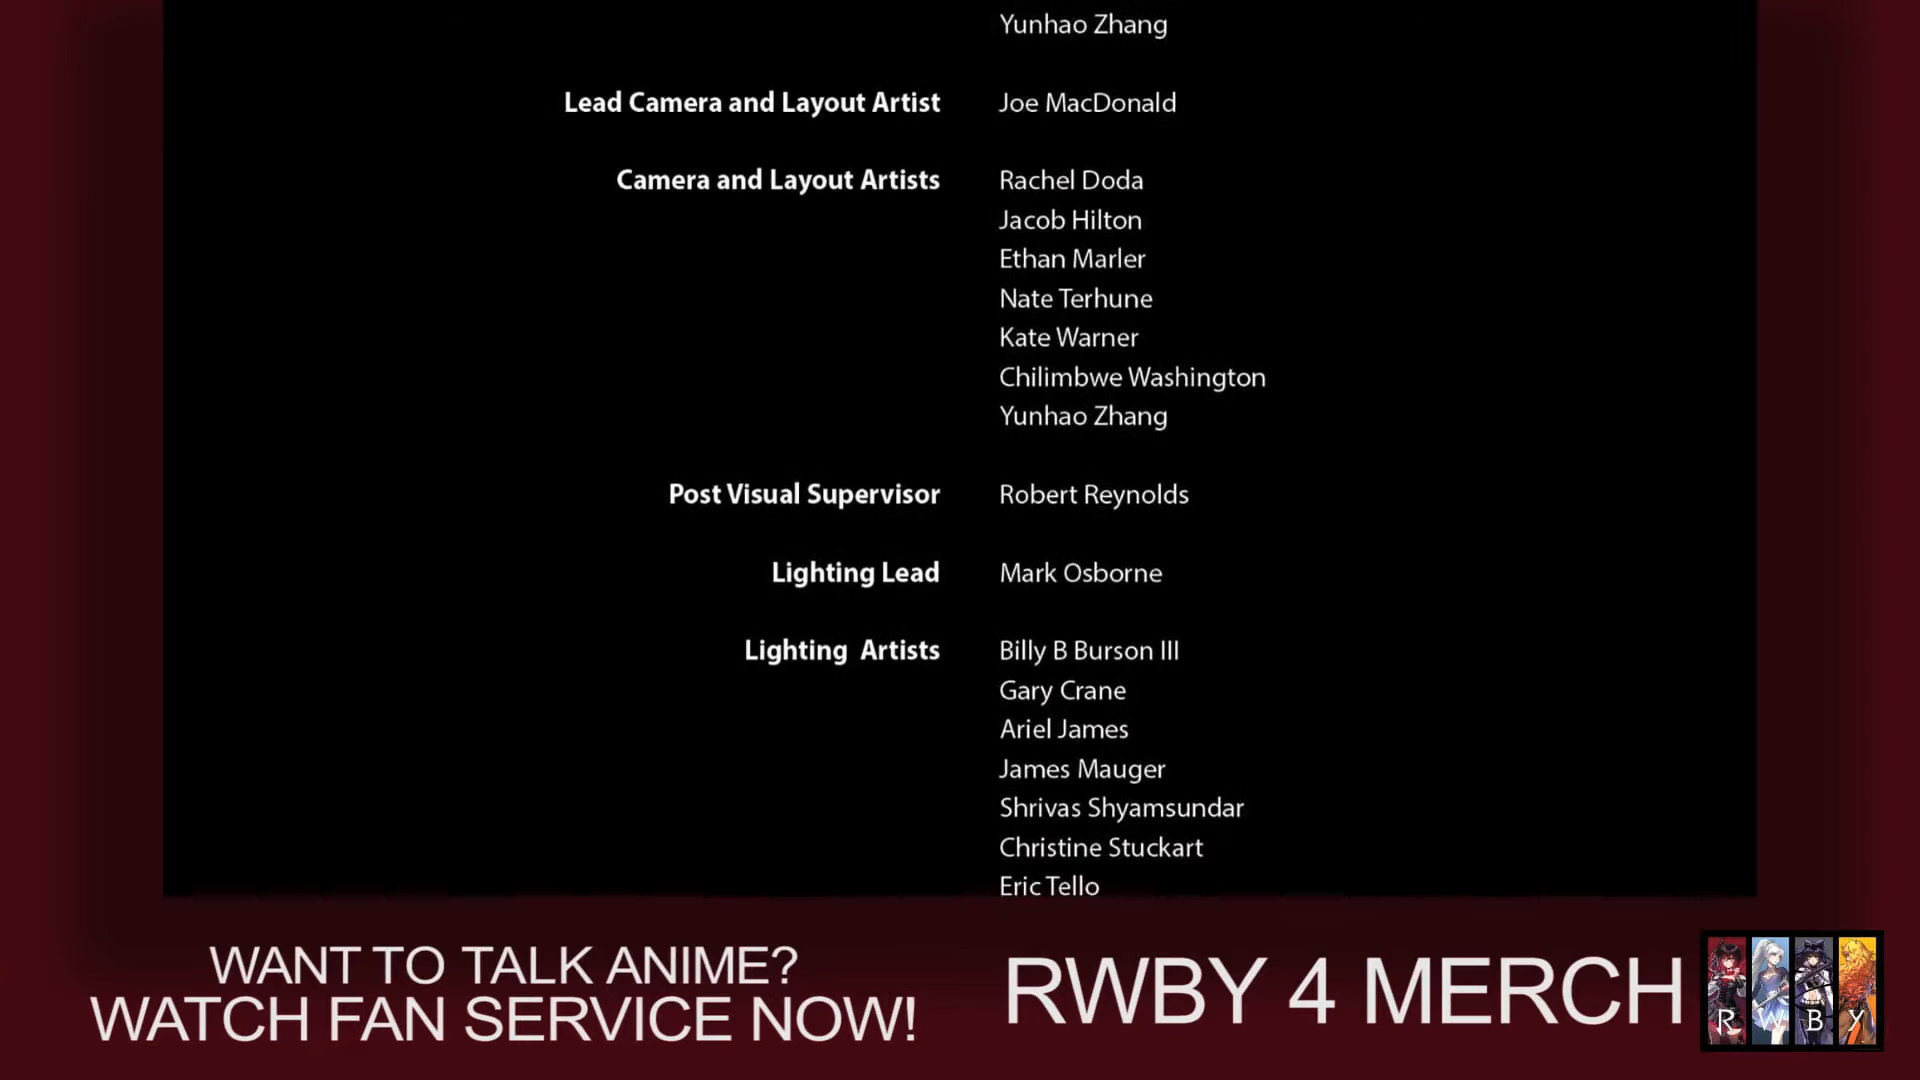 Yunhao Zhang
Lead Camera and Layout Artist Joe MacDonald
Camera and Layout Artists Rachel Doda
Jacob Hilton
Ethan Marler
Nate Terhune
Kate Warner
Chilimbwe Washington
Yunhao Zhang
Post Visual Supervisor Robert Reynolds
Lighting Lead Mark Osborne
Lighting Artists Billy B Burson III
Gary Crane
Ariel James
James Mauger
Shrivas Shyamsundar
Christine Stuckart
Eric Tello
WANT TO TALK ANIME?
WATCH FAN SERVICE NOW!
RWBY 4 MERCH
R W B Y